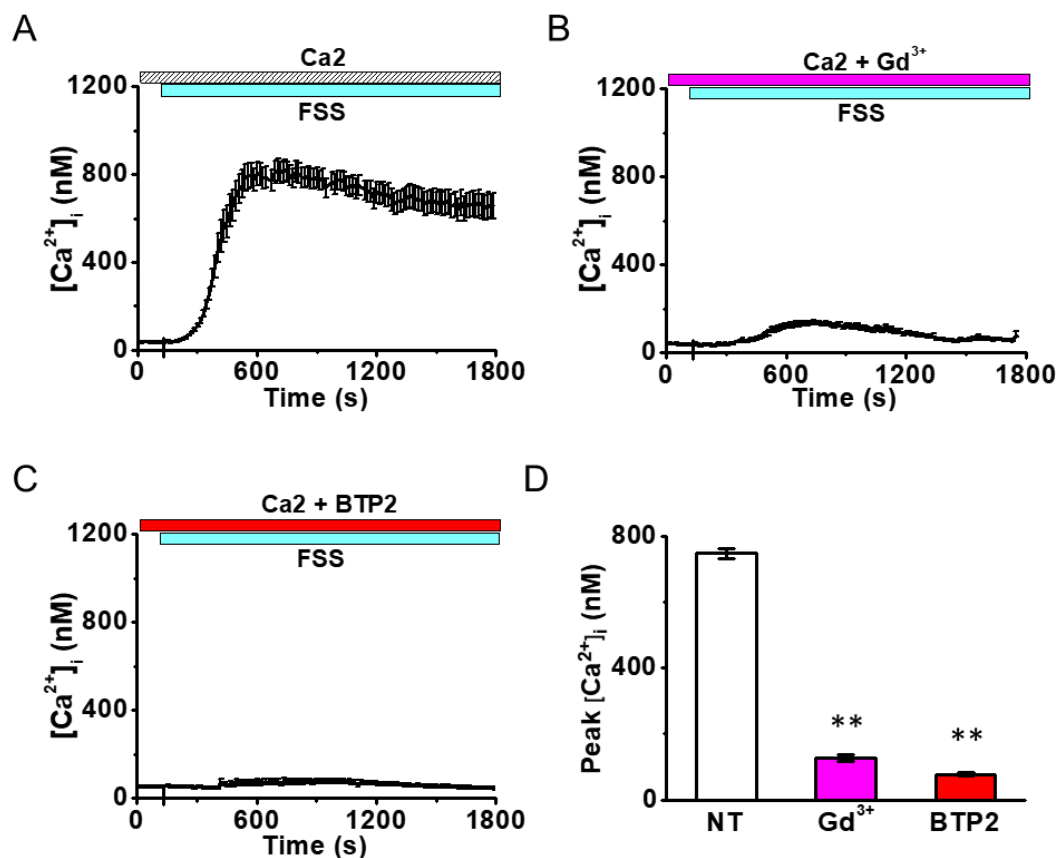 A
Ca2
FSS
1200
800
400
0
[Ca²⁺]ᵢ (nM)
0 600 1200 1800
Time (s)
B
Ca2 + Gd³⁺
FSS
1200
800
400
0
[Ca²⁺]ᵢ (nM)
0 600 1200 1800
Time (s)
C
Ca2 + BTP2
FSS
1200
800
400
0
[Ca²⁺]ᵢ (nM)
0 600 1200 1800
Time (s)
D
800
400
0
Peak [Ca²⁺]ᵢ (nM)
** **
NT Gd³⁺ BTP2